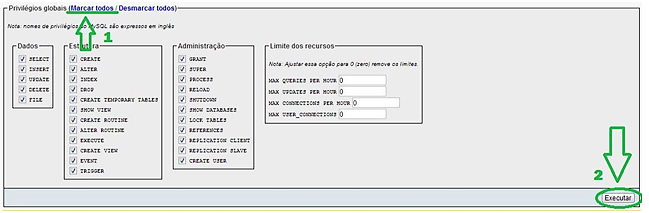 Privilégios globais (Marcar todos / Desmarcar todos)
1
Nota: nomes de privilégios do MySQL são expressos em inglês
Dados
SELECT
INSERT
UPDATE
DELETE
FILE
Estrutura
CREATE
ALTER
INDEX
DROP
CREATE TEMPORARY TABLES
SHOW VIEW
CREATE ROUTINE
ALTER ROUTINE
EXECUTE
CREATE VIEW
EVENT
TRIGGER
Administração
GRANT
SUPER
PROCESS
RELOAD
SHUTDOWN
SHOW DATABASES
LOCK TABLES
REFERENCES
REPLICATION CLIENT
REPLICATION SLAVE
CREATE USER
Limite dos recursos
Nota: Ajustar essa opção para 0 (zero) remove os limites.
MAX QUERIES PER HOUR 0
MAX UPDATES PER HOUR 0
MAX CONNECTIONS PER HOUR 0
MAX USER_CONNECTIONS 0
2
Executar